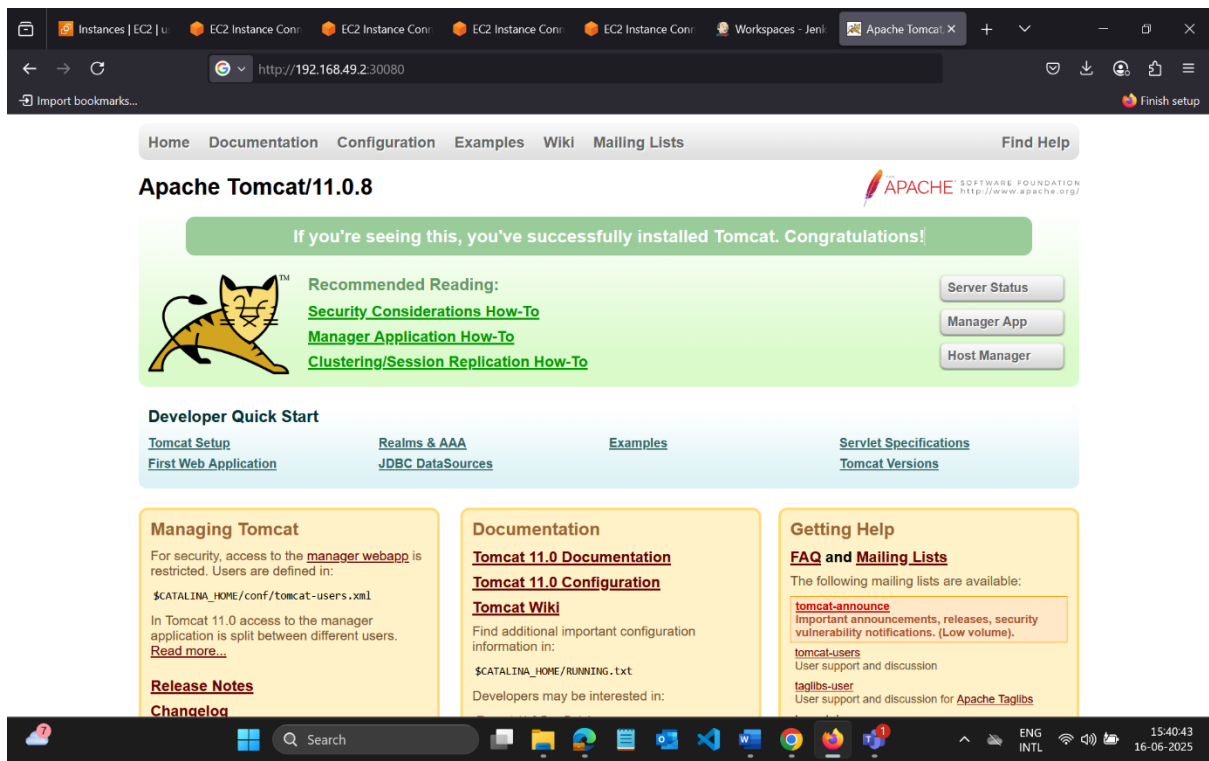 Instances | EC2 | u
EC2 Instance Conn
EC2 Instance Conn
EC2 Instance Conn
EC2 Instance Conn
Workspaces - Jenk
Apache Tomcat
http://192.168.49.2:30080
Import bookmarks...
Finish setup
Home Documentation Configuration Examples Wiki Mailing Lists Find Help
Apache Tomcat/11.0.8
THE APACHE SOFTWARE FOUNDATION
http://www.apache.org/
If you're seeing this, you've successfully installed Tomcat. Congratulations!
TM
Recommended Reading:
Security Considerations How-To
Manager Application How-To
Clustering/Session Replication How-To
Server Status
Manager App
Host Manager
Developer Quick Start
Tomcat Setup
First Web Application
Realms & AAA
JDBC DataSources
Examples
Servlet Specifications
Tomcat Versions
Managing Tomcat
For security, access to the manager webapp is
restricted. Users are defined in:
$CATALINA_HOME/conf/tomcat-users.xml
In Tomcat 11.0 access to the manager
application is split between different users.
Read more...
Release Notes
Changelog
Documentation
Tomcat 11.0 Documentation
Tomcat 11.0 Configuration
Tomcat Wiki
Find additional important configuration
information in:
$CATALINA_HOME/RUNNING.txt
Developers may be interested in:
Getting Help
FAQ and Mailing Lists
The following mailing lists are available:
tomcat-announce
Important announcements, releases, security
vulnerability notifications. (Low volume).
tomcat-users
User support and discussion
taglibs-user
User support and discussion for Apache Taglibs
7
Search
1
ENG
INTL
15:40:43
16-06-2025